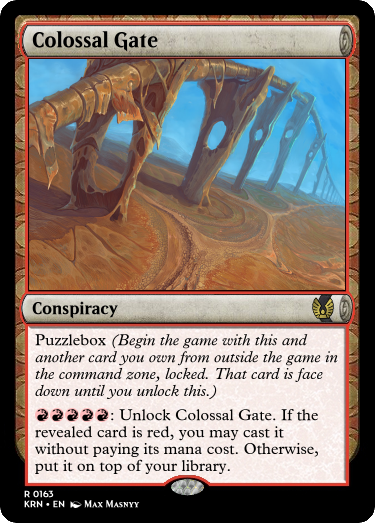 Colossal Gate
Conspiracy
Puzzlebox (Begin the game with this and
another card you own from outside the game in
the command zone, locked. That card is face
down until you unlock this.)
: Unlock Colossal Gate. If the
revealed card is red, you may cast it
without paying its mana cost. Otherwise,
put it on top of your library.
R 0163
KRN • EN Max Masnyy